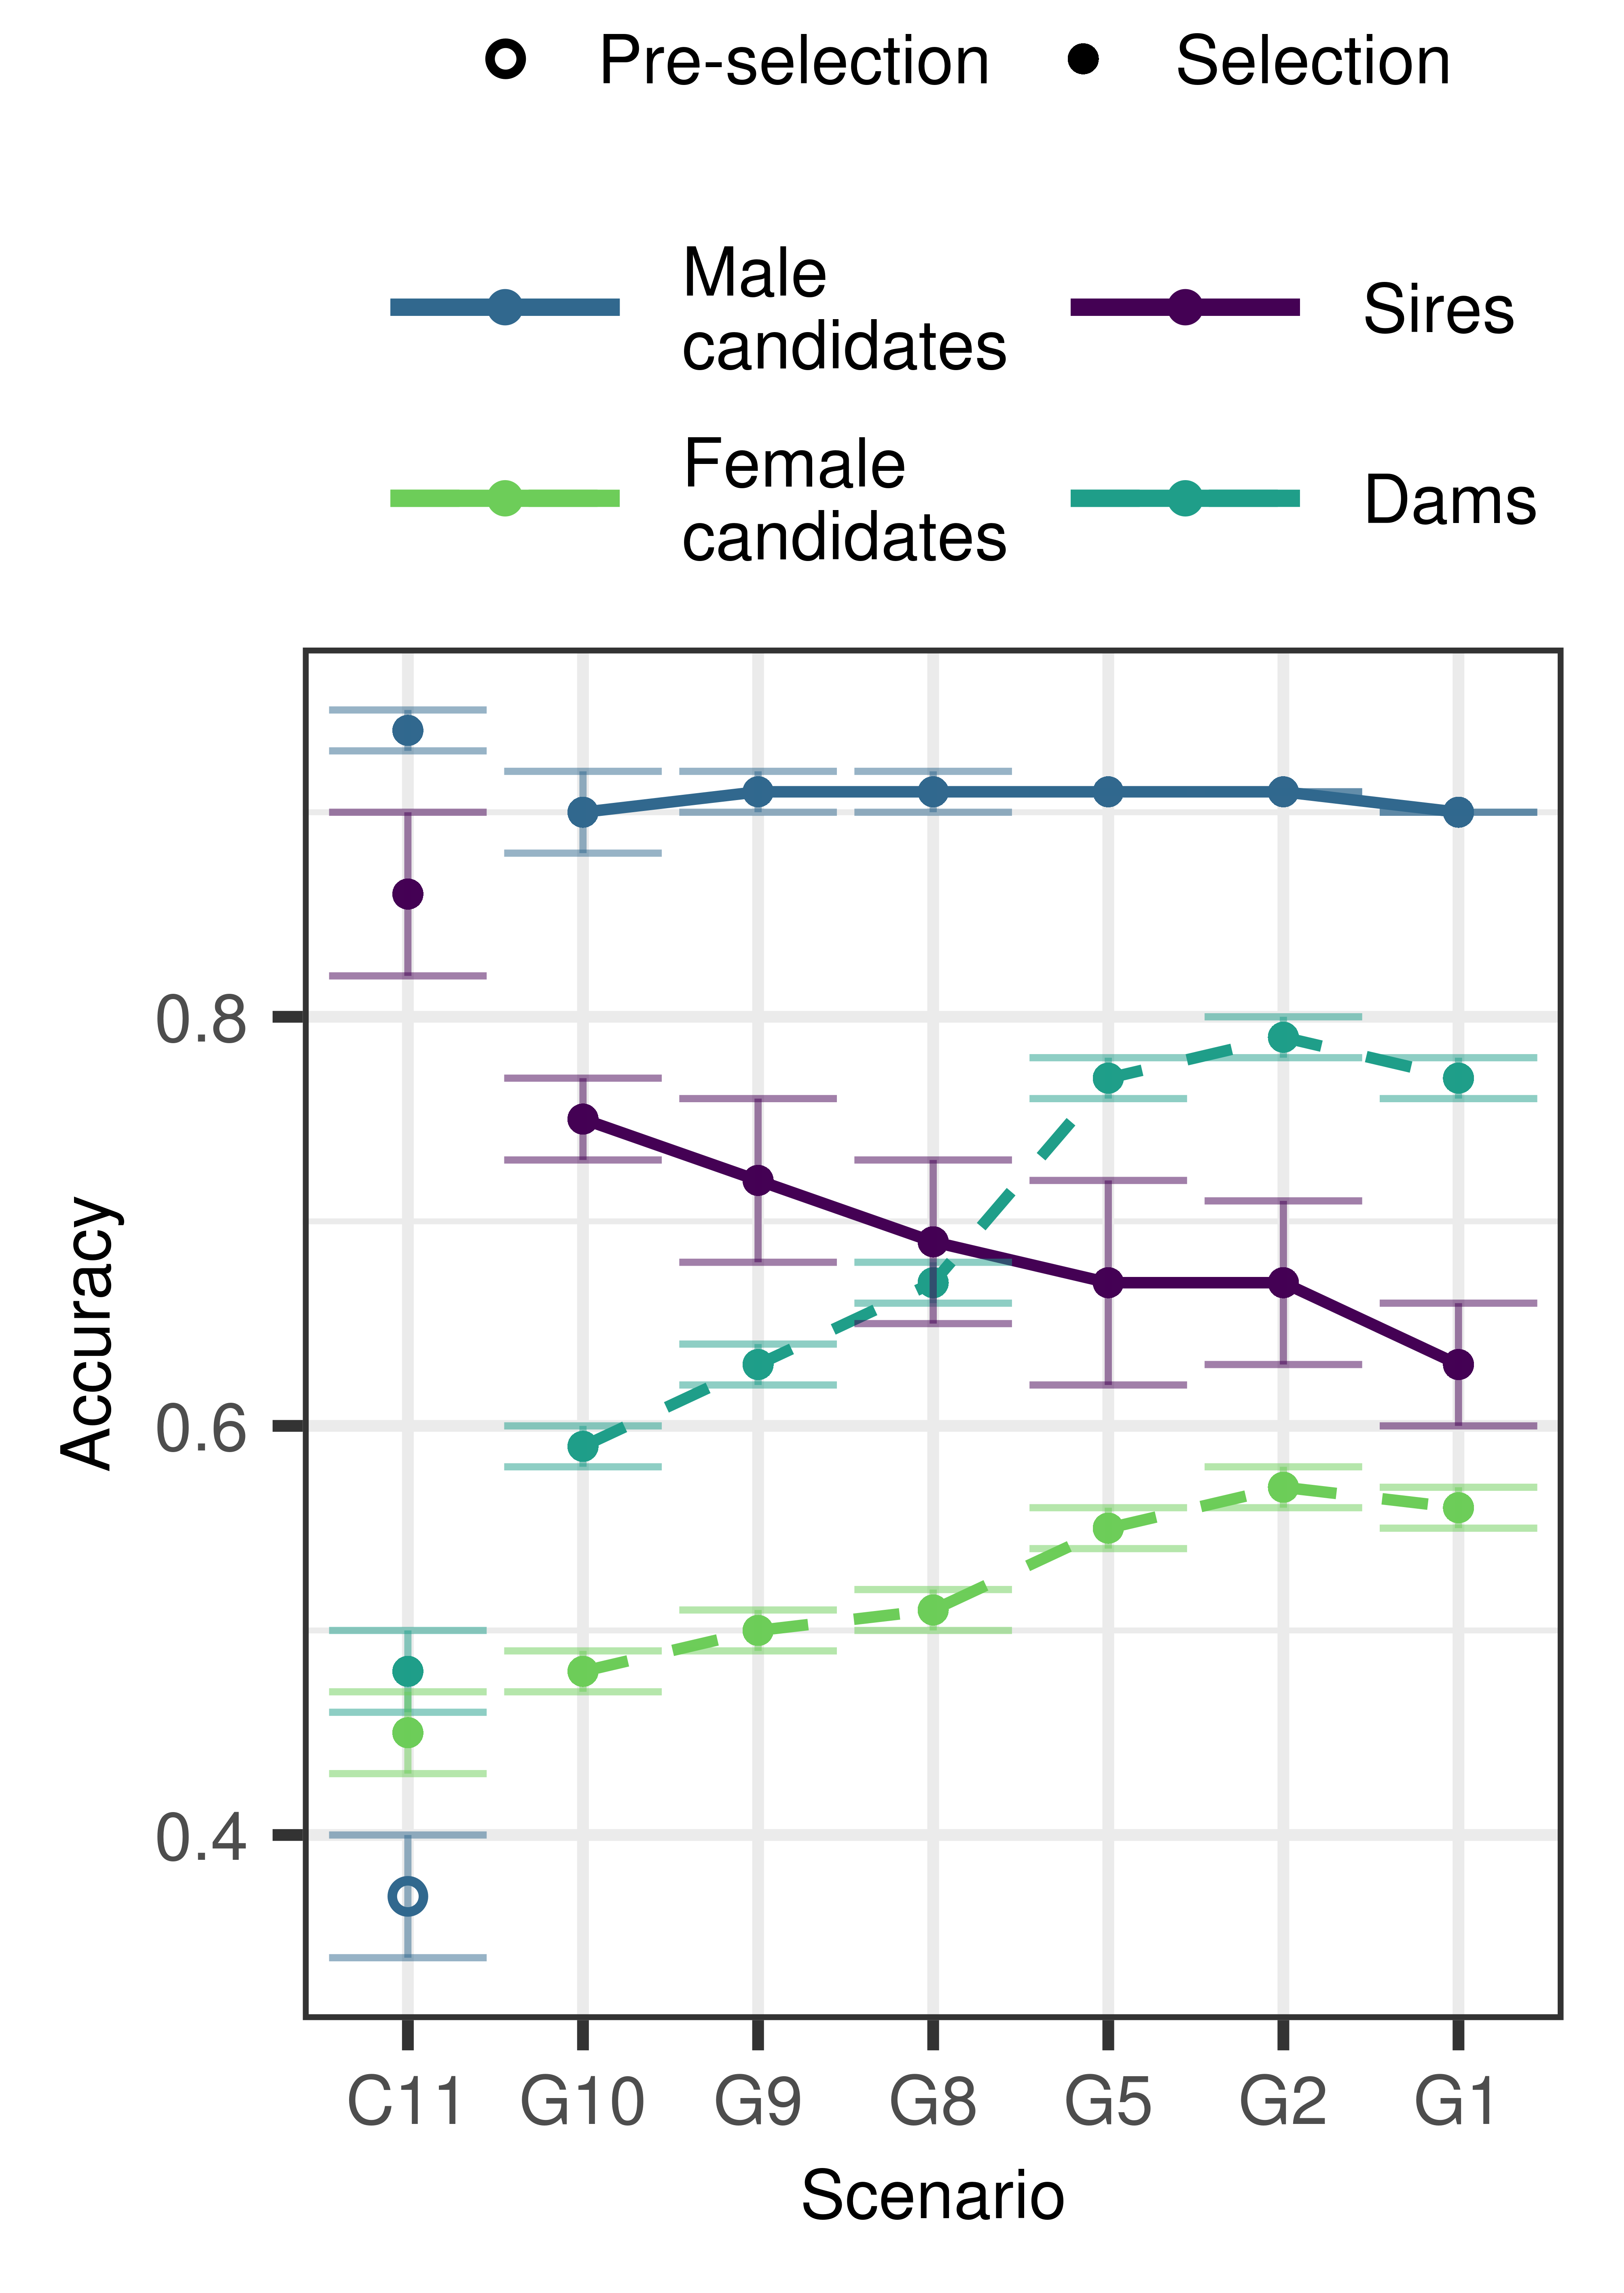 Pre-selection
Selection
Male
candidates
Sires
Female
candidates
Dams
0.8
0.6
0.4
Accuracy
C11
G10
G9
G8
G5
G2
G1
Scenario